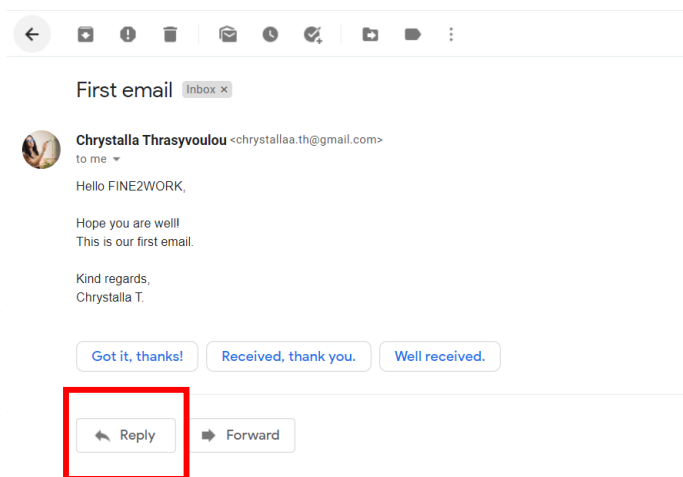 First email Inbox ×
Chrystalla Thrasyvoulou <chrystallaa.th@gmail.com>
to me
Hello FINE2WORK,
Hope you are well!
This is our first email.
Kind regards,
Chrystalla T.
Got it, thanks! Received, thank you. Well received.
Reply Forward